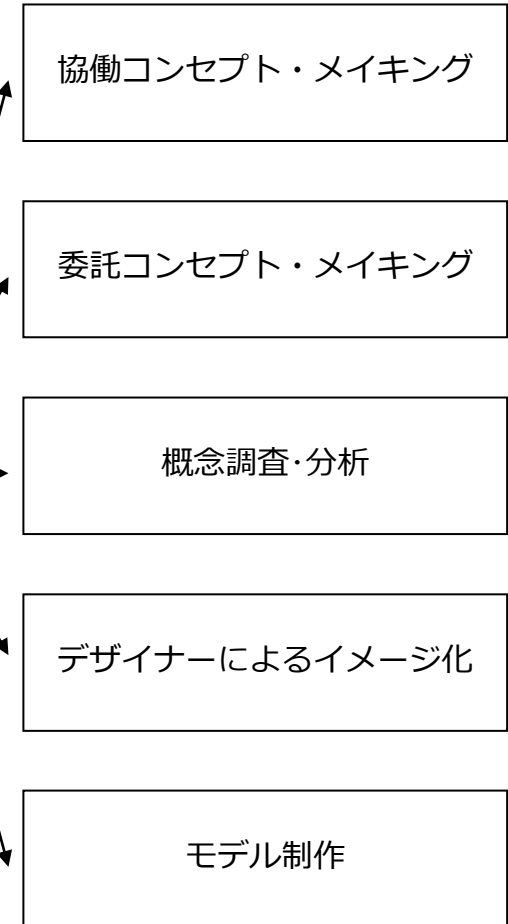 協働コンセプト・メイキング
委託コンセプト・メイキング
概念調査･分析
デザイナーによるイメージ化
モデル制作